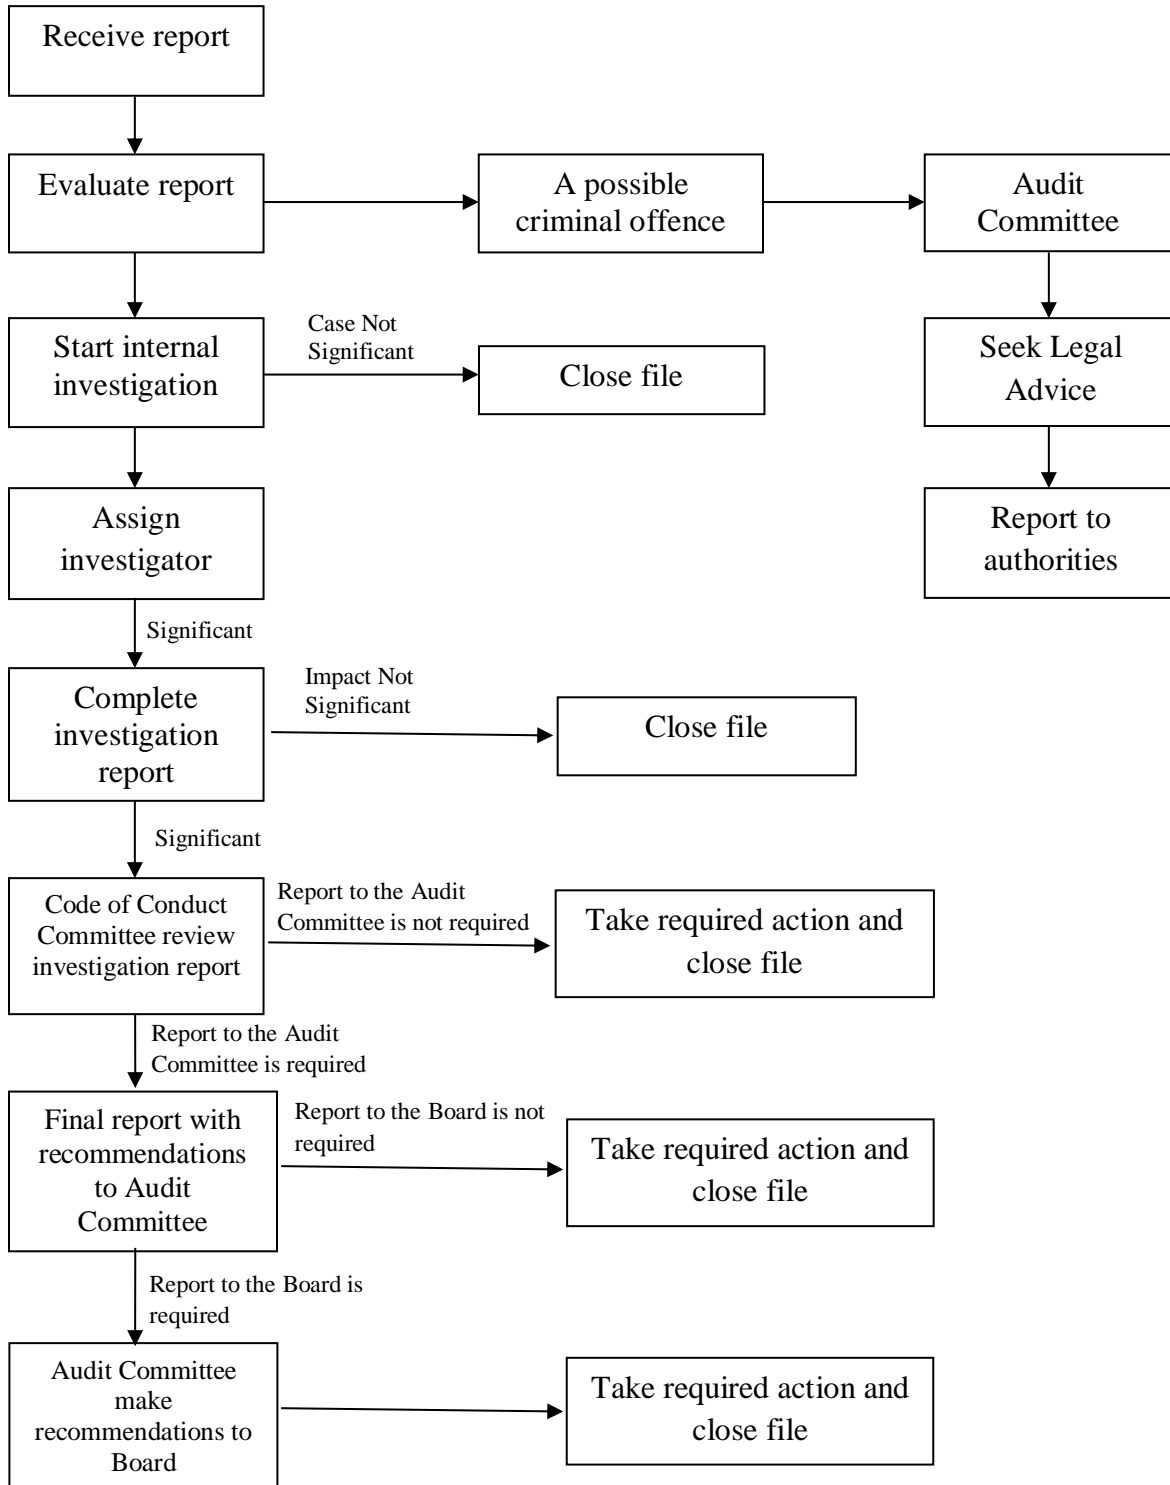 Receive report
Evaluate report
A possible
criminal offence
Audit
Committee
Start internal
investigation
Case Not
Significant
Close file
Seek Legal
Advice
Assign
investigator
Report to
authorities
Significant
Complete
investigation
report
Impact Not
Significant
Close file
Significant
Code of Conduct
Committee review
investigation report
Report to the Audit
Committee is not required
Take required action and
close file
Report to the Audit
Committee is required
Final report with
recommendations
to Audit
Committee
Report to the Board is not
required
Take required action and
close file
Report to the Board is
required
Audit Committee
make
recommendations to
Board
Take required action and
close file